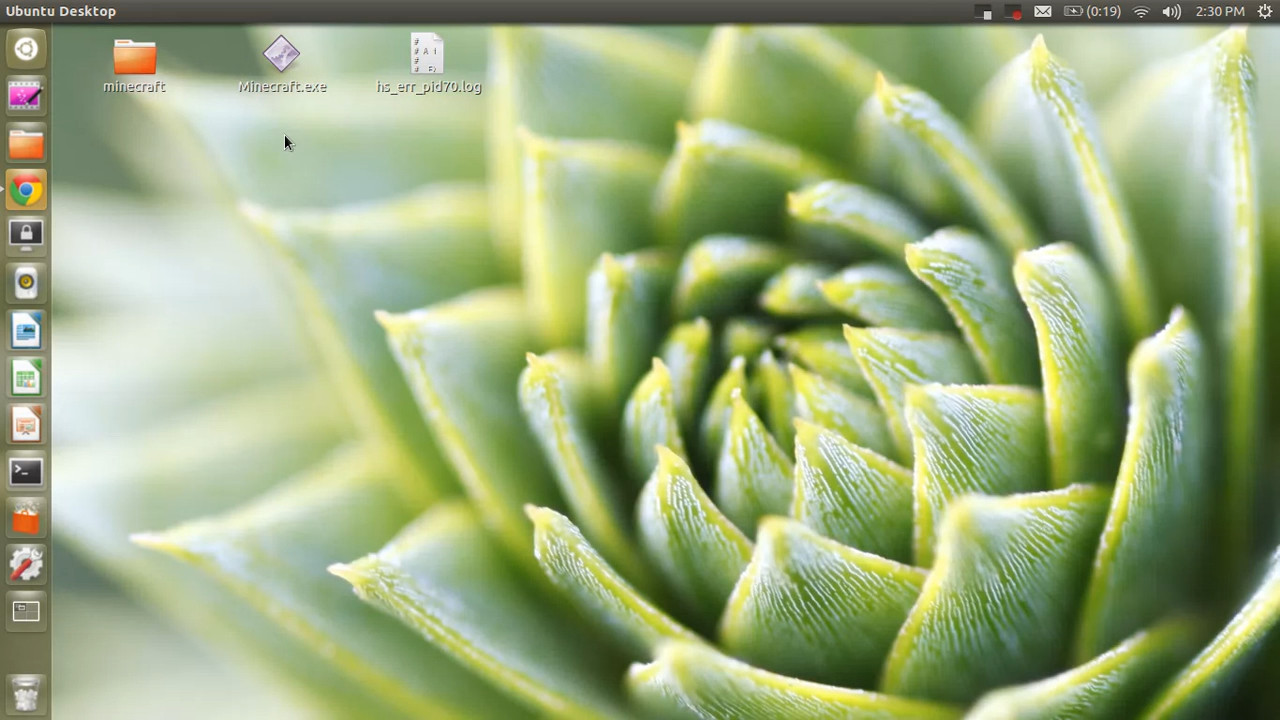 Ubuntu Desktop
(0:19)
2:30 PM
minecraft
Minecraft.exe
hs_err_pid70.log